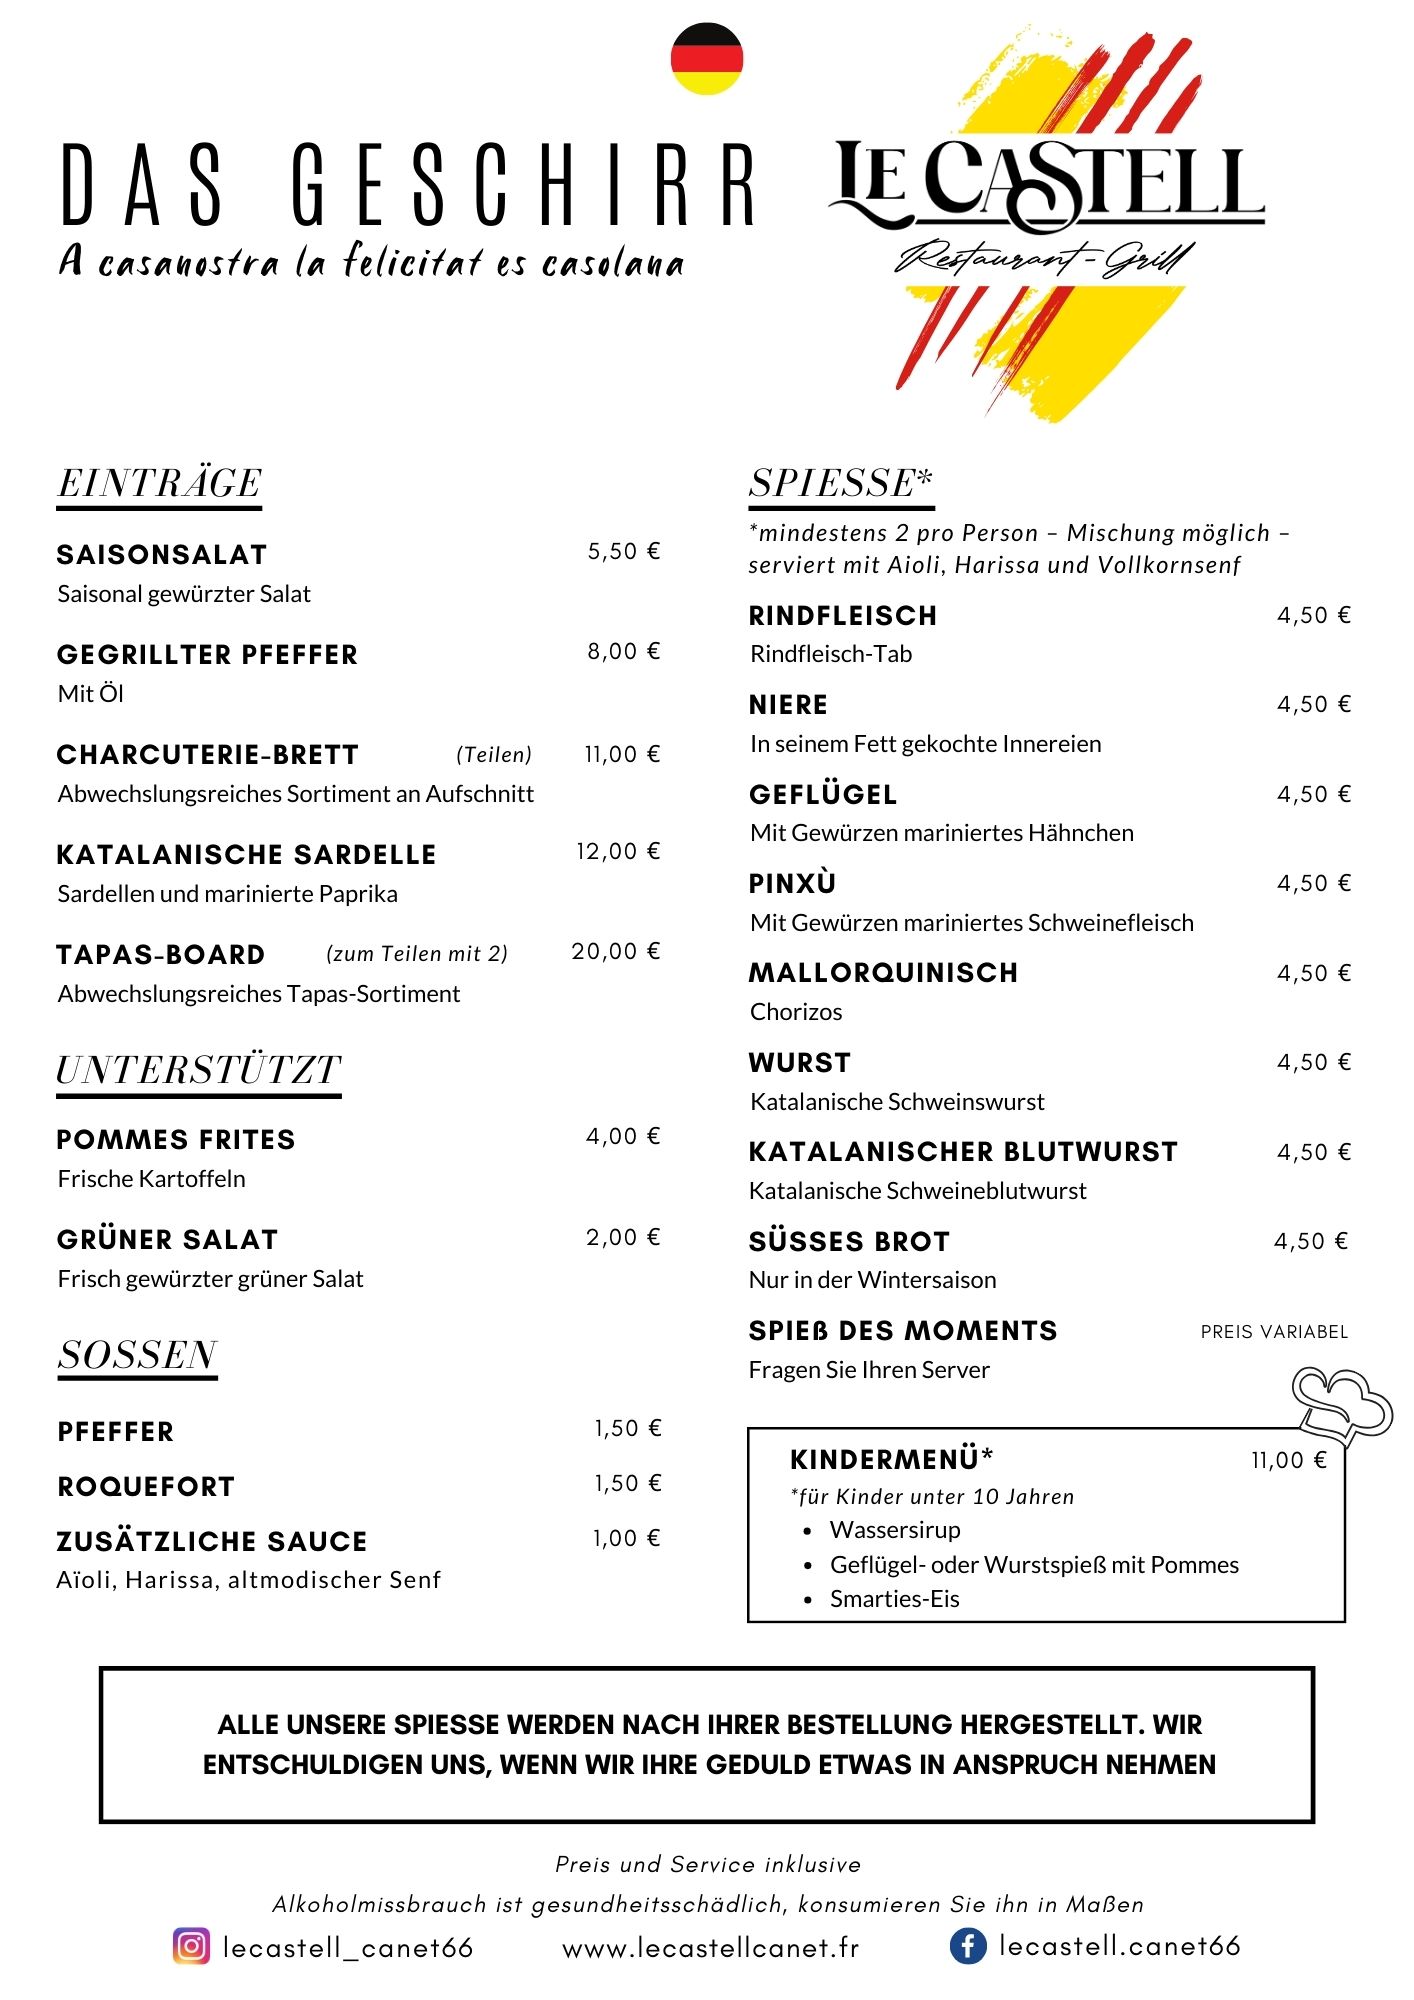 DAS GESCHIRR
A casanostra la felicitat es casolana
LE CASTELL
Restaurant-Grill
EINTRÄGE
SAISONSALAT 5,50 €
Saisonal gewürzter Salat
GEGRILLTER PFEFFER 8,00 €
Mit Öl
CHARCUTERIE-BRETT (Teilen) 11,00 €
Abwechslungsreiches Sortiment an Aufschnitt
KATALANISCHE SARDELLE 12,00 €
Sardellen und marinierte Paprika
TAPAS-BOARD (zum Teilen mit 2) 20,00 €
Abwechslungsreiches Tapas-Sortiment
UNTERSTÜTZT
POMMES FRITES 4,00 €
Frische Kartoffeln
GRÜNER SALAT 2,00 €
Frisch gewürzter grüner Salat
SOSSEN
PFEFFER 1,50 €
ROQUEFORT 1,50 €
ZUSÄTZLICHE SAUCE 1,00 €
Aïoli, Harissa, altmodischer Senf
SPIESSE*
*mindestens 2 pro Person – Mischung möglich –
serviert mit Aioli, Harissa und Vollkornsenf
RINDFLEISCH 4,50 €
Rindfleisch-Tab
NIERE 4,50 €
In seinem Fett gekochte Innereien
GEFLÜGEL 4,50 €
Mit Gewürzen mariniertes Hähnchen
PINXÙ 4,50 €
Mit Gewürzen mariniertes Schweinefleisch
MALLORQUINISCH 4,50 €
Chorizos
WURST 4,50 €
Katalanische Schweinswurst
KATALANISCHER BLUTWURST 4,50 €
Katalanische Schweineblutwurst
SÜSSES BROT 4,50 €
Nur in der Wintersaison
SPIEß DES MOMENTS PREIS VARIABEL
Fragen Sie Ihren Server
KINDERMENÜ* 11,00 €
*für Kinder unter 10 Jahren
• Wassersirup
• Geflügel- oder Wurstspieß mit Pommes
• Smarties-Eis
ALLE UNSERE SPIESSE WERDEN NACH IHRER BESTELLUNG HERGESTELLT. WIR
ENTSCHULDIGEN UNS, WENN WIR IHRE GEDULD ETWAS IN ANSPRUCH NEHMEN
Preis und Service inklusive
Alkoholmissbrauch ist gesundheitsschädlich, konsumieren Sie ihn in Maßen
lecastell_canet66 www.lecastellcanet.fr lecastell.canet66